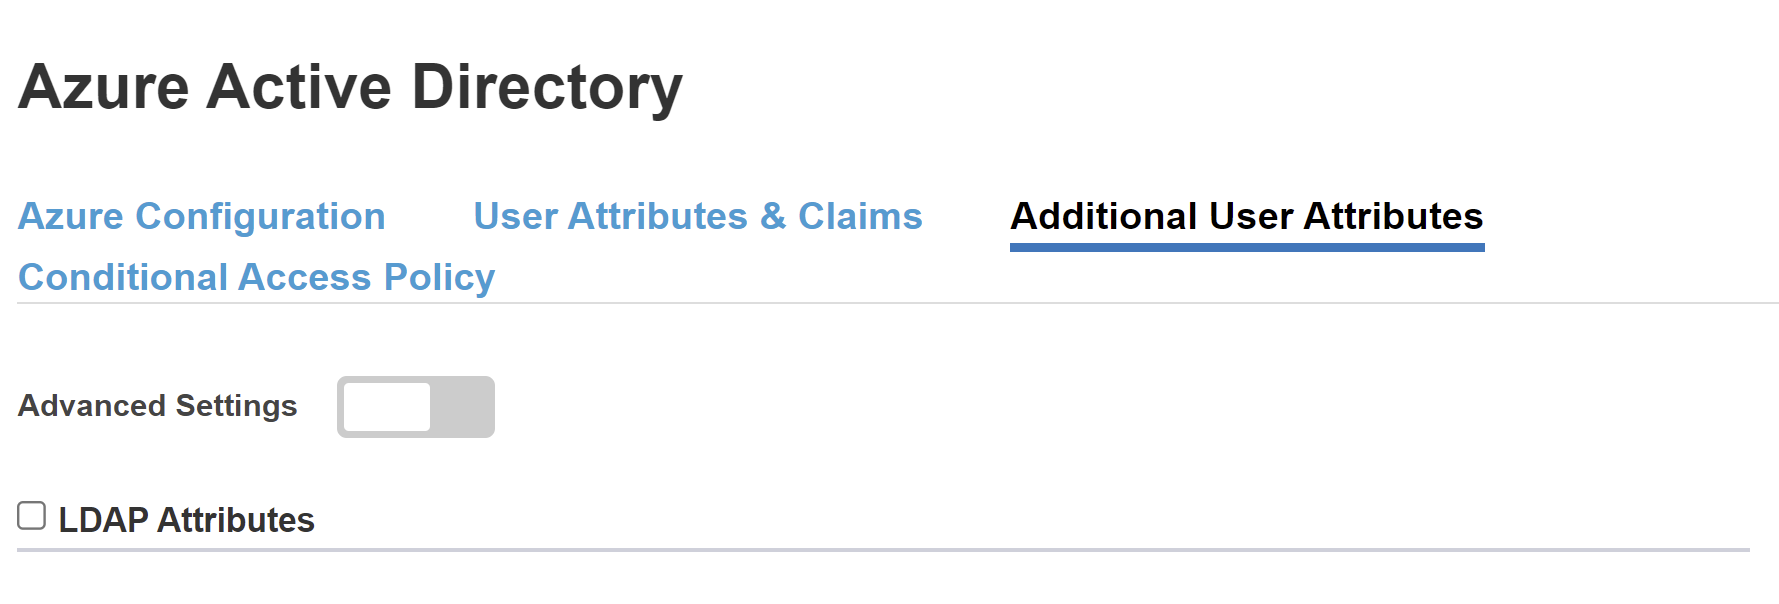 Azure Active Directory
Azure Configuration User Attributes & Claims Additional User Attributes
Conditional Access Policy
Advanced Settings
LDAP Attributes